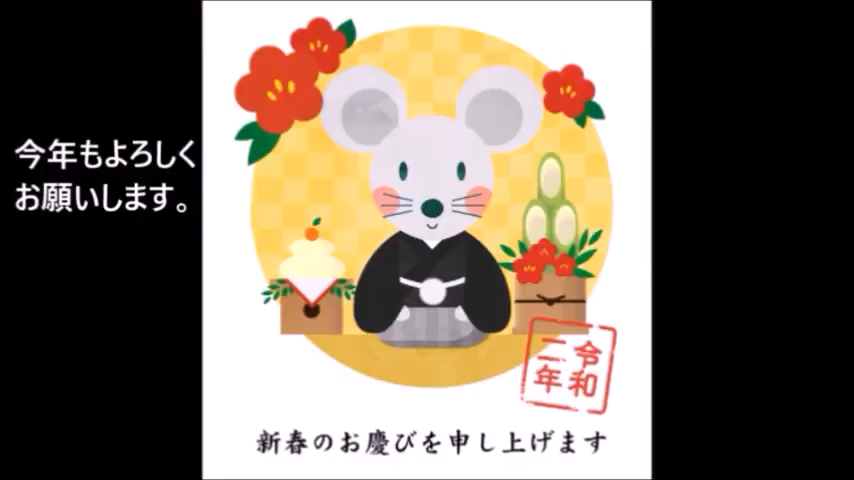 今年もよろしく
お願いします。
令和
二年
新春のお慶びを申し上げます